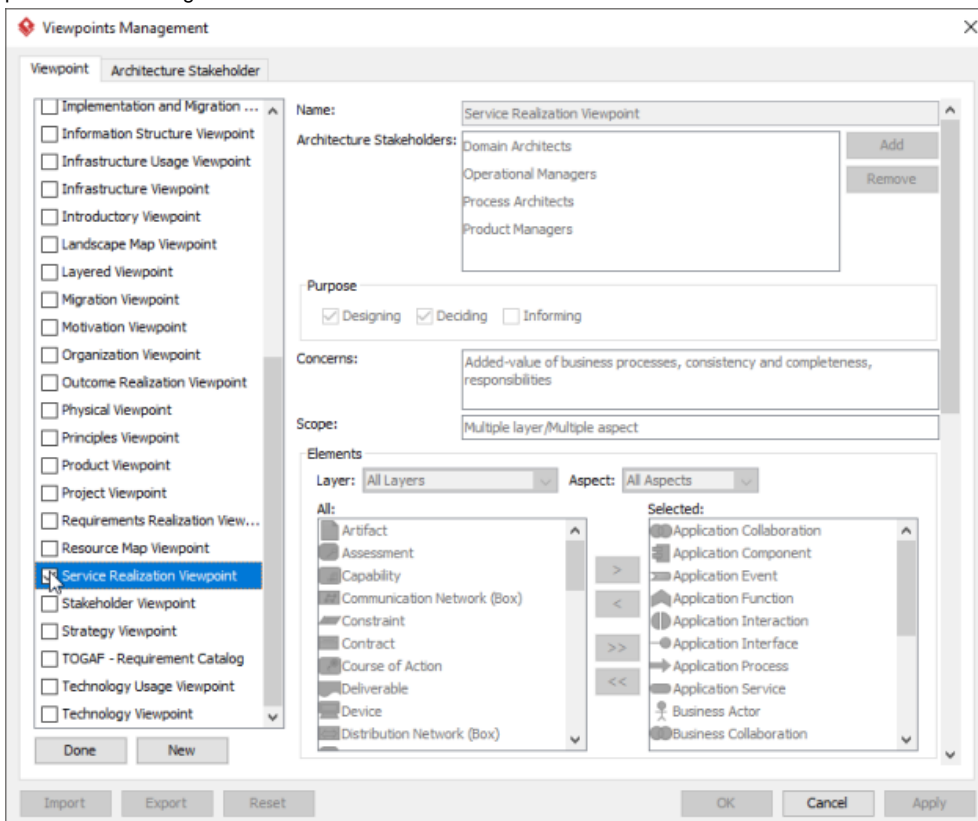 Viewpoints Management
Viewpoint
Architecture Stakeholder
Implementation and Migration ...
Information Structure Viewpoint
Infrastructure Usage Viewpoint
Infrastructure Viewpoint
Introductory Viewpoint
Landscape Map Viewpoint
Layered Viewpoint
Migration Viewpoint
Motivation Viewpoint
Organization Viewpoint
Outcome Realization Viewpoint
Physical Viewpoint
Principles Viewpoint
Product Viewpoint
Project Viewpoint
Requirements Realization View...
Resource Map Viewpoint
Service Realization Viewpoint
Stakeholder Viewpoint
Strategy Viewpoint
TOGAF - Requirement Catalog
Technology Usage Viewpoint
Technology Viewpoint
Done
New
Name:
Service Realization Viewpoint
Architecture Stakeholders:
Domain Architects
Operational Managers
Process Architects
Product Managers
Add
Remove
Purpose
Designing
Deciding
Informing
Concerns:
Added-value of business processes, consistency and completeness,
responsibilities
Scope:
Multiple layer/Multiple aspect
Elements
Layer:
All Layers
Aspect:
All Aspects
All:
Artifact
Assessment
Capability
Communication Network (Box)
Constraint
Contract
Course of Action
Deliverable
Device
Distribution Network (Box)
>
<
>>
<<
Selected:
Application Collaboration
Application Component
Application Event
Application Function
Application Interaction
Application Interface
Application Process
Application Service
Business Actor
Business Collaboration
Import
Export
Reset
OK
Cancel
Apply